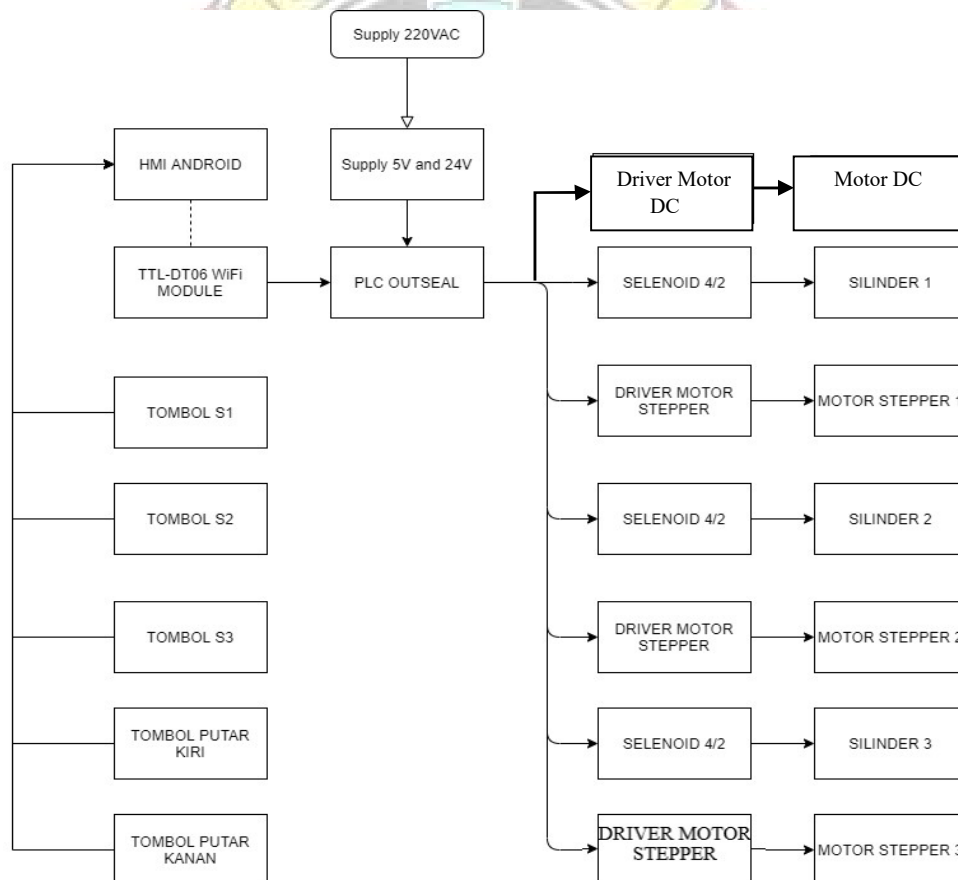 Supply 220VAC
HMI ANDROID
Supply 5V and 24V
Driver Motor
DC
Motor DC
TTL-DT06 WiFi
MODULE
PLC OUTSEAL
SELENOID 4/2
SILINDER 1
TOMBOL S1
DRIVER MOTOR
STEPPER
MOTOR STEPPER 1
TOMBOL S2
SELENOID 4/2
SILINDER 2
TOMBOL S3
DRIVER MOTOR
STEPPER
MOTOR STEPPER 2
TOMBOL PUTAR
KIRI
SELENOID 4/2
SILINDER 3
TOMBOL PUTAR
KANAN
DRIVER MOTOR
STEPPER
MOTOR STEPPER 3